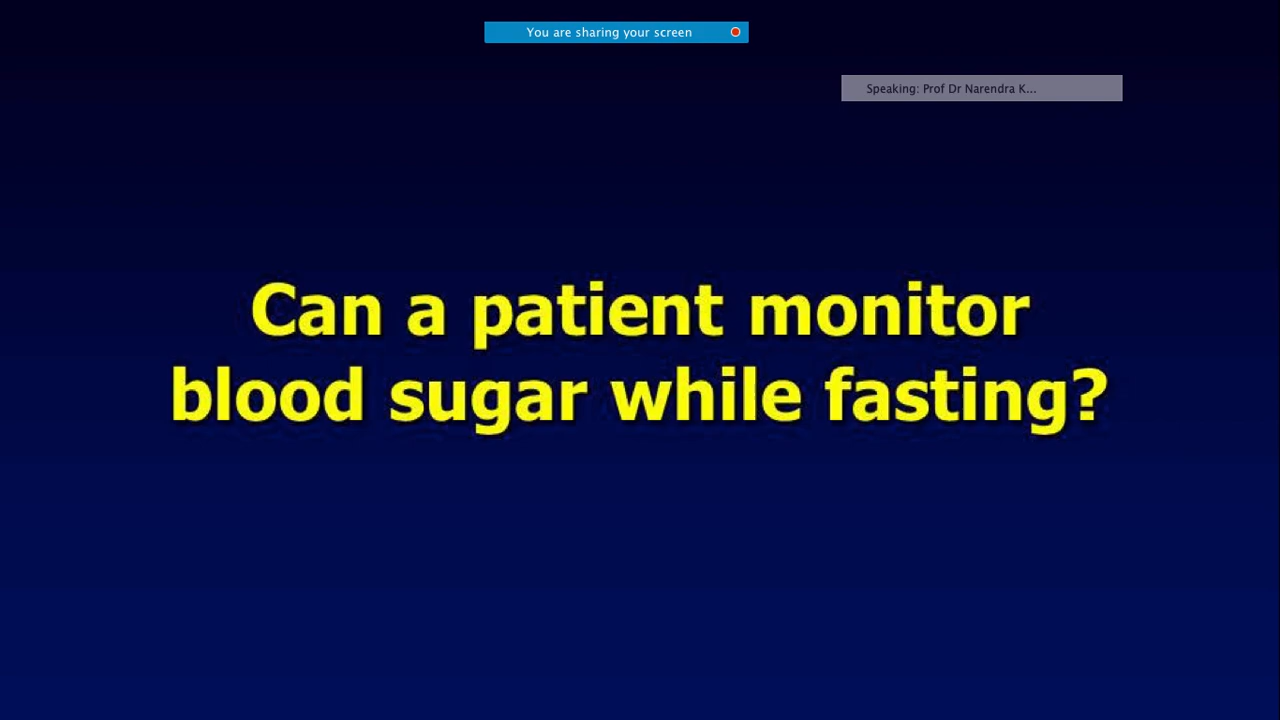 You are sharing your screen
Speaking: Prof Dr Narendra K...
Can a patient monitor
blood sugar while fasting?